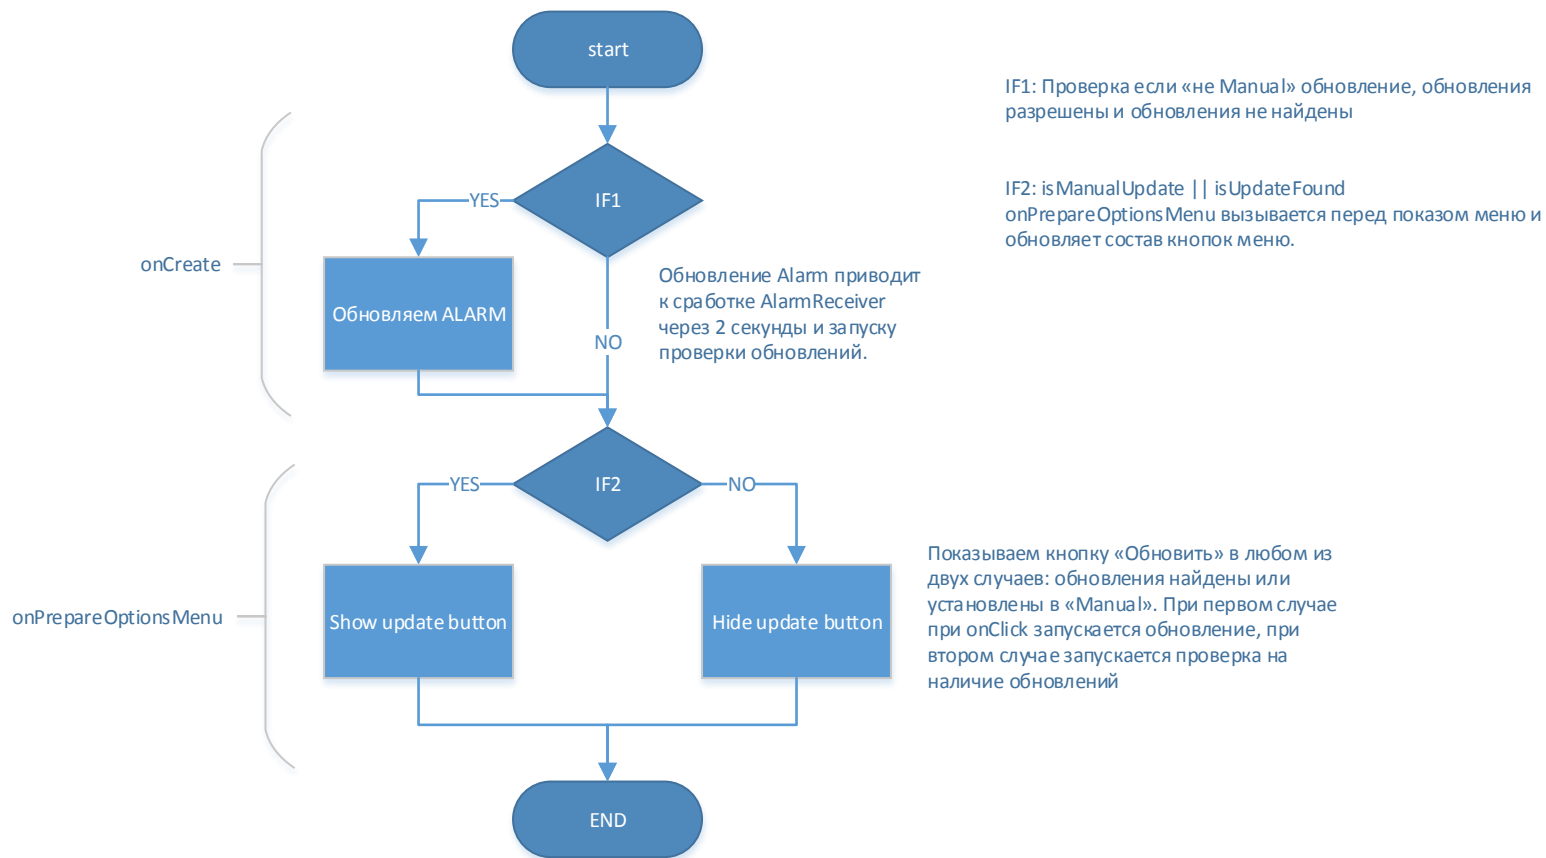 start
IF1: Проверка если «не Manual» обновление, обновления
разрешены и обновления не найдены
IF2: isManualUpdate || isUpdateFound
onPrepareOptionsMenu вызывается перед показом меню и
обновляет состав кнопок меню.
YES
IF1
onCreate
Обновляем ALARM
Обновление Alarm приводит
к сработке AlarmReceiver
через 2 секунды и запуску
проверки обновлений.
NO
YES
IF2
NO
onPrepareOptionsMenu
Show update button
Hide update button
Показываем кнопку «Обновить» в любом из
двух случаев: обновления найдены или
установлены в «Manual». При первом случае
при onClick запускается обновление, при
втором случае запускается проверка на
наличие обновлений
END